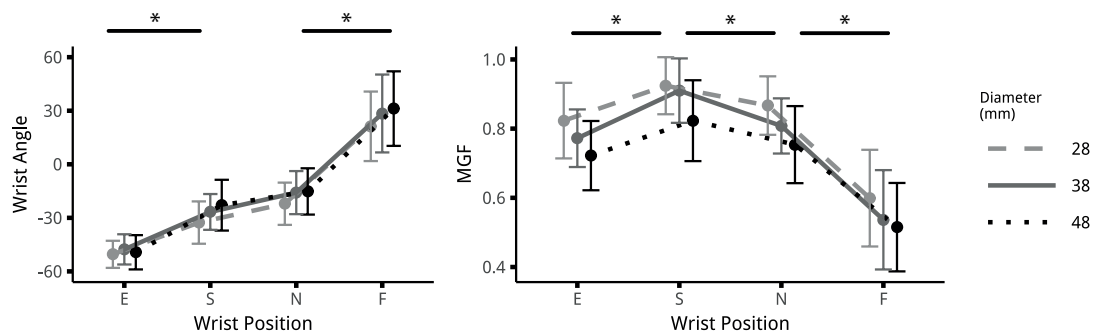 * *
60
30
0
-30
-60
Wrist Angle
E S N F
Wrist Position
* * *
1.0
0.8
0.6
0.4
MGF
E S N F
Wrist Position
Diameter
(mm)
28
38
48